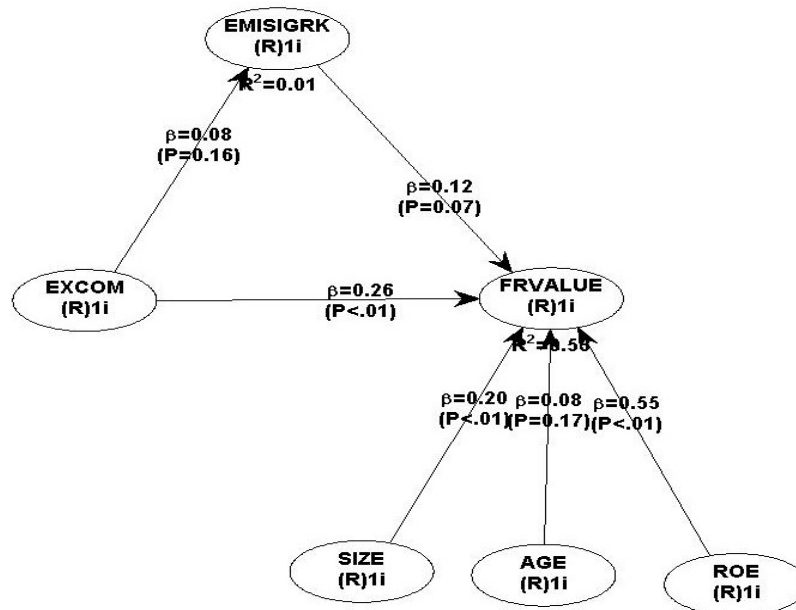 EMISIGRK
(R)1i
R²=0.01
β=0.08
(P=0.16)
β=0.12
(P=0.07)
EXCOM
(R)1i
β=0.26
(P<.01)
FRVALUE
(R)1i
β=0.20
(P<.01)
β=0.08
(P=0.17)
β=0.55
(P<.01)
SIZE
(R)1i
AGE
(R)1i
ROE
(R)1i